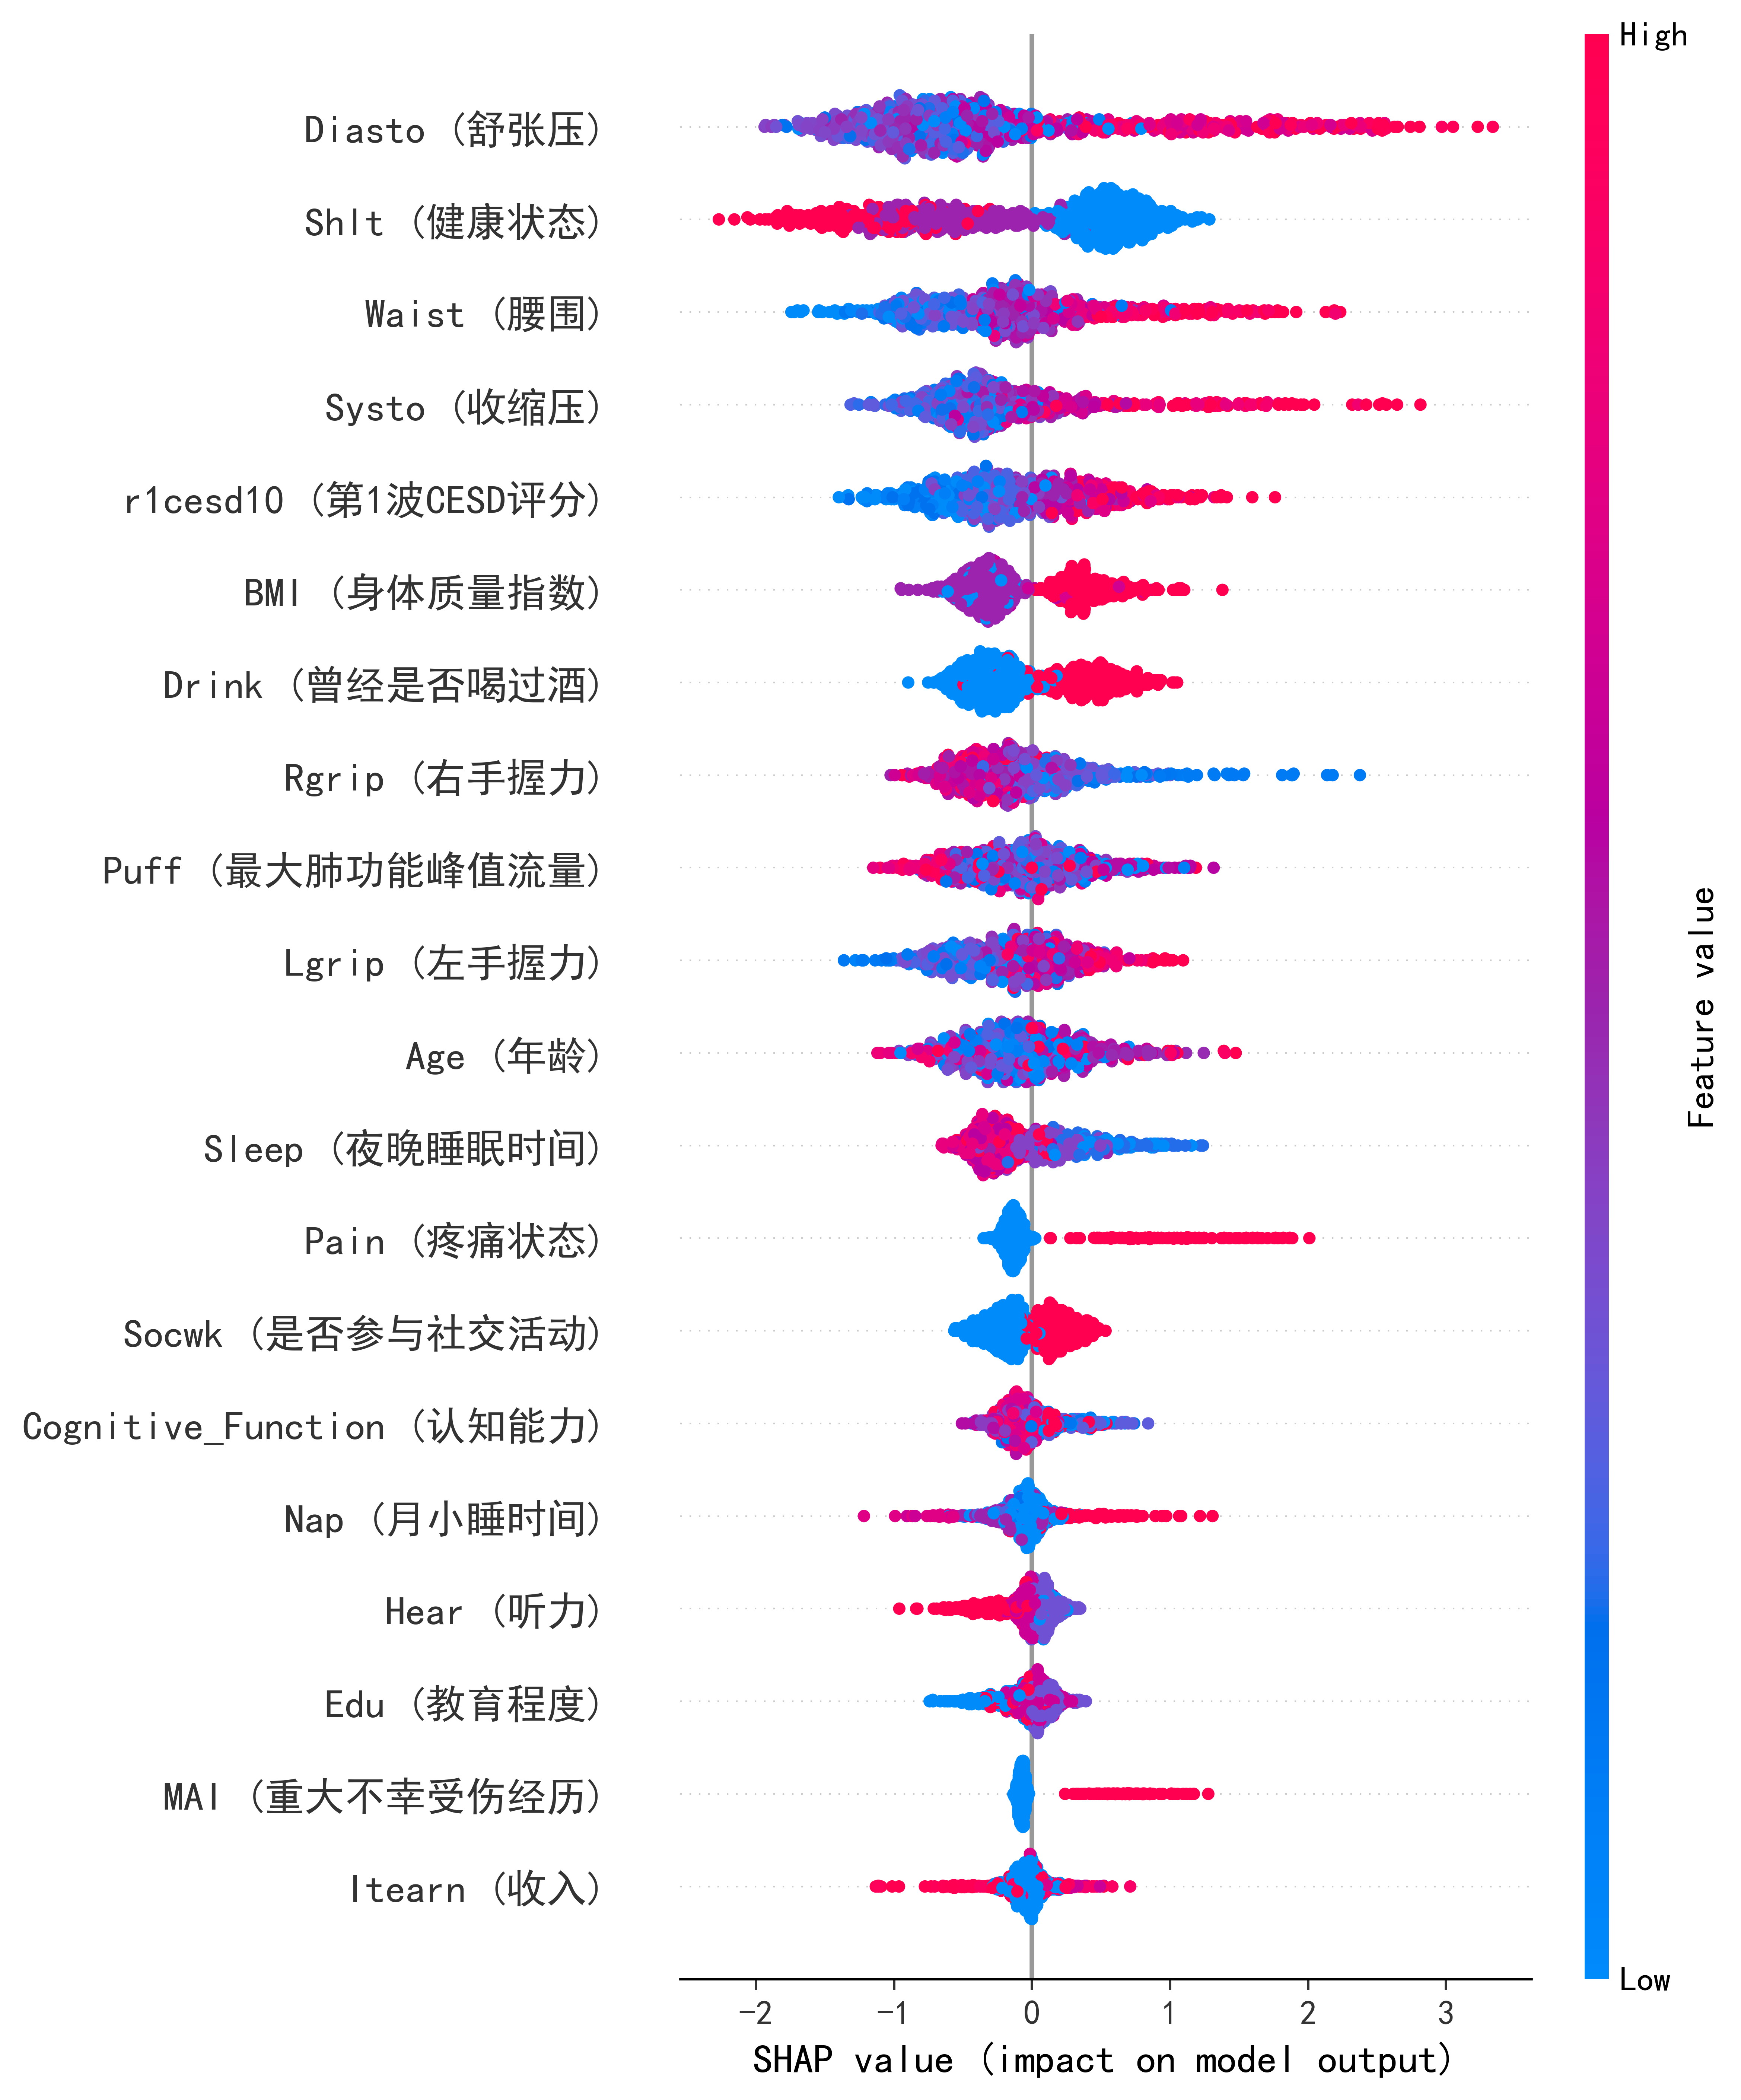 High
Diasto (舒张压)
Shlt (健康状态)
Waist (腰围)
Systo (收缩压)
r1cesd10 (第1波CESD评分)
BMI (身体质量指数)
Drink (曾经是否喝过酒)
Rgrip (右手握力)
Puff (最大肺功能峰值流量)
Lgrip (左手握力)
Age (年龄)
Sleep (夜晚睡眠时间)
Pain (疼痛状态)
Socwk (是否参与社交活动)
Cognitive_Function (认知能力)
Nap (月小睡时间)
Hear (听力)
Edu (教育程度)
MAI (重大不幸受伤经历)
Itearn (收入)
Feature value
Low
−2 −1 0 1 2 3
SHAP value (impact on model output)